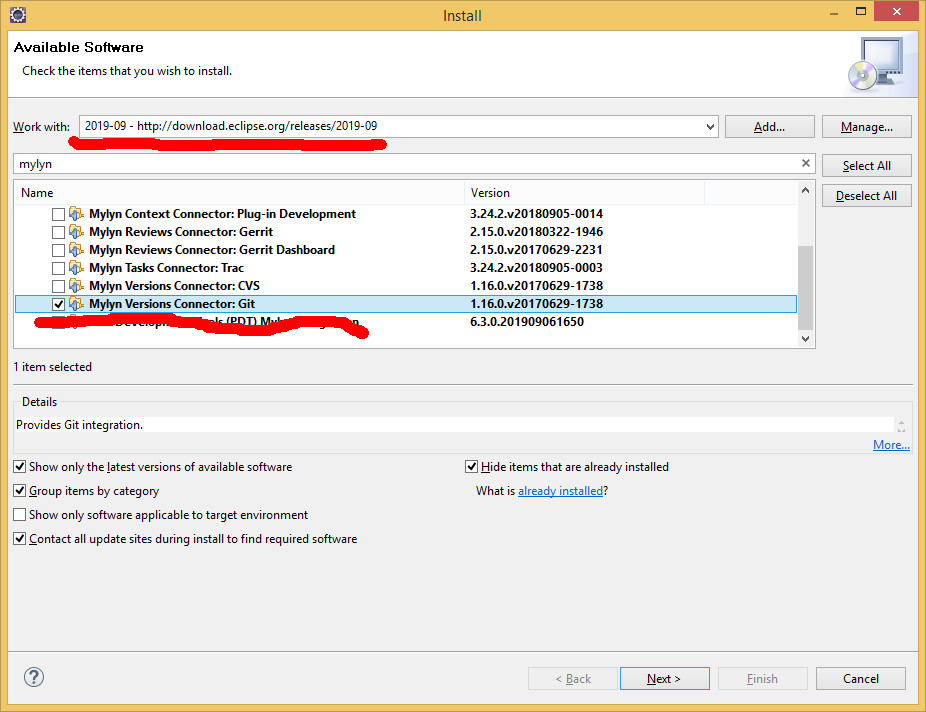 Install
Available Software
Check the items that you wish to install.
Work with: 2019-09 - http://download.eclipse.org/releases/2019-09 Add... Manage...
mylyn Select All
Deselect All
Name Version
Mylyn Context Connector: Plug-in Development 3.24.2.v20180905-0014
Mylyn Reviews Connector: Gerrit 2.15.0.v20180322-1946
Mylyn Reviews Connector: Gerrit Dashboard 2.15.0.v20170629-2231
Mylyn Tasks Connector: Trac 3.24.2.v20180905-0003
Mylyn Versions Connector: CVS 1.16.0.v20170629-1738
Mylyn Versions Connector: Git 1.16.0.v20170629-1738
(PDT) 6.3.0.201909061650
1 item selected
Details
Provides Git integration.
More...
Show only the latest versions of available software
Hide items that are already installed
Group items by category
What is already installed?
Show only software applicable to target environment
Contact all update sites during install to find required software
? < Back Next > Finish Cancel